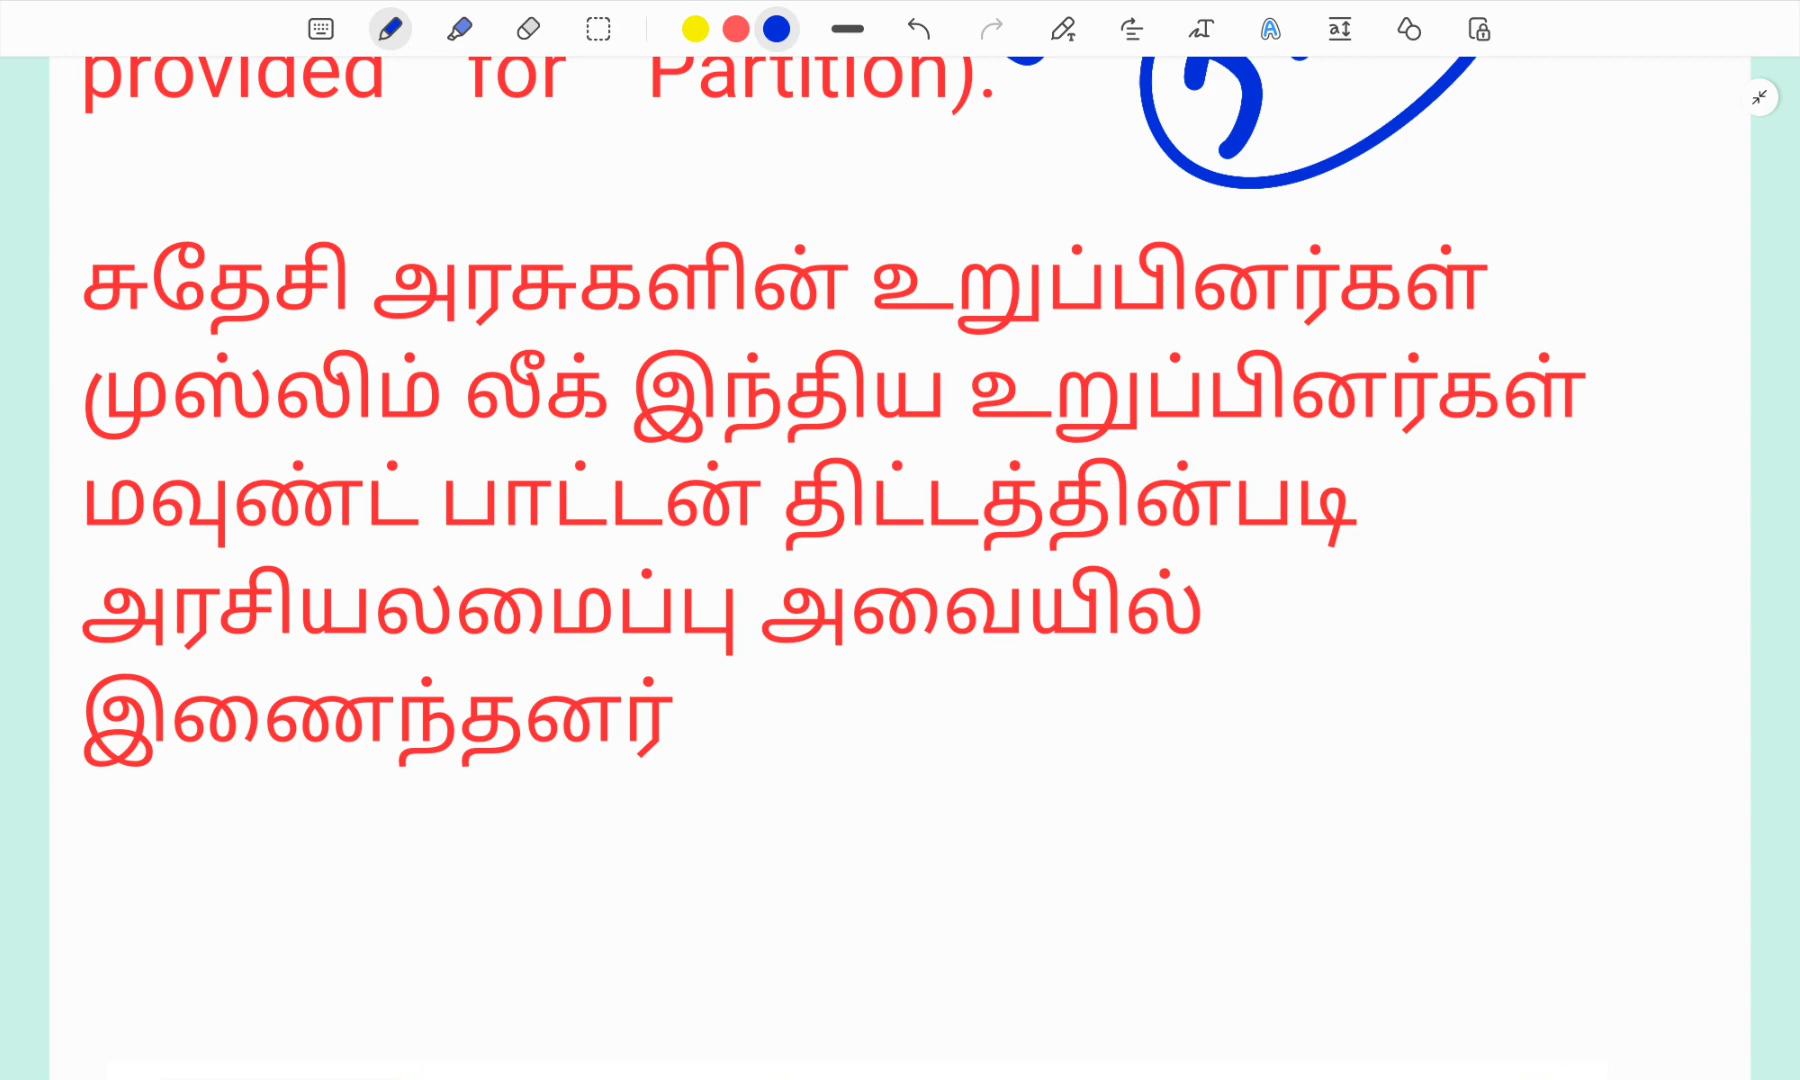 provided for Partition).
சுதேசி அரசுகளின் உறுப்பினர்கள்
முஸ்லிம் லீக் இந்திய உறுப்பினர்கள்
மவுண்ட் பாட்டன் திட்டத்தின்படி
அரசியலமைப்பு அவையில்
இணைந்தனர்